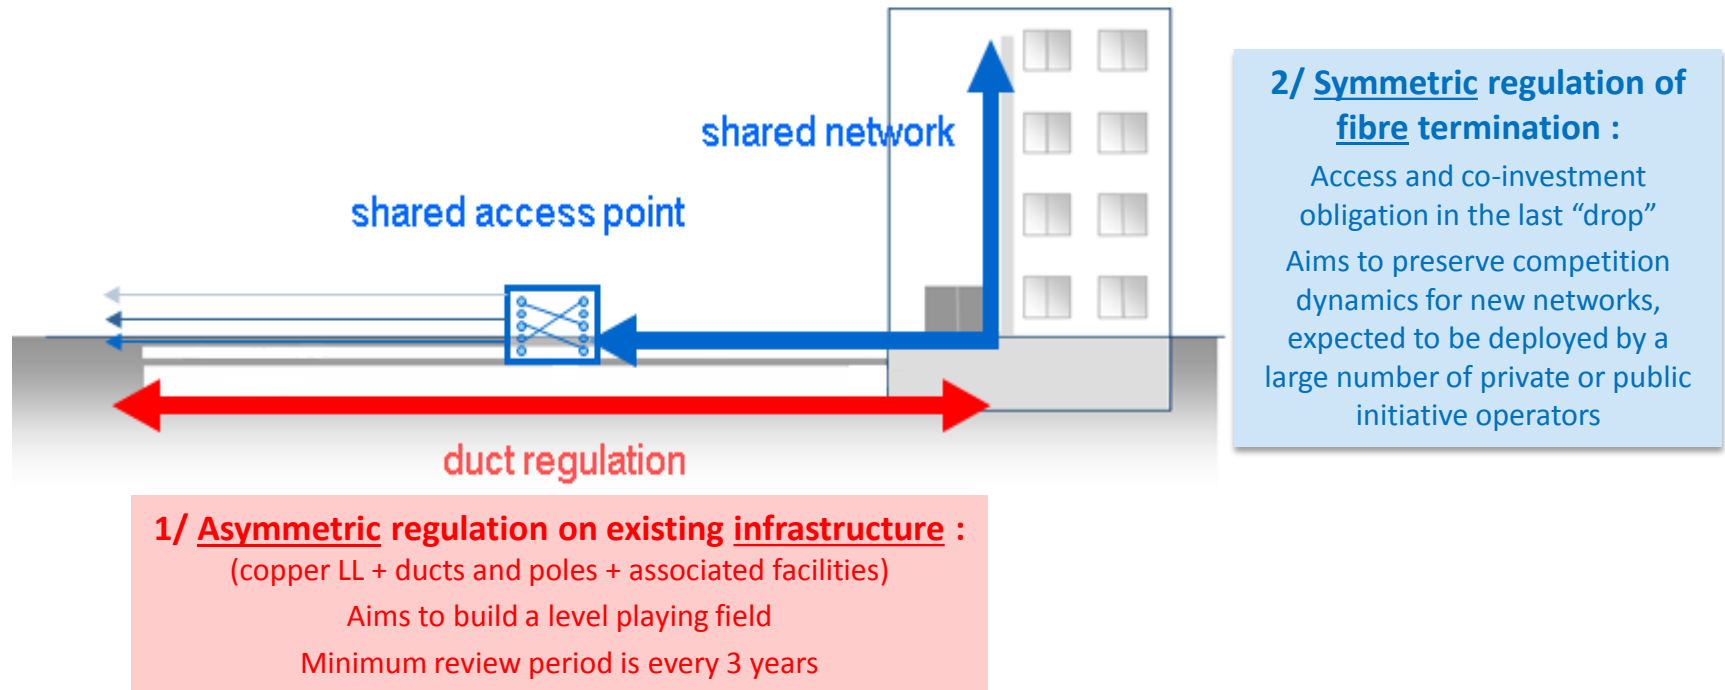 shared network
shared access point
duct regulation
2/ Symmetric regulation of
fibre termination :
Access and co-investment
obligation in the last “drop”
Aims to preserve competition
dynamics for new networks,
expected to be deployed by a
large number of private or public
initiative operators
1/ Asymmetric regulation on existing infrastructure :
(copper LL + ducts and poles + associated facilities)
Aims to build a level playing field
Minimum review period is every 3 years